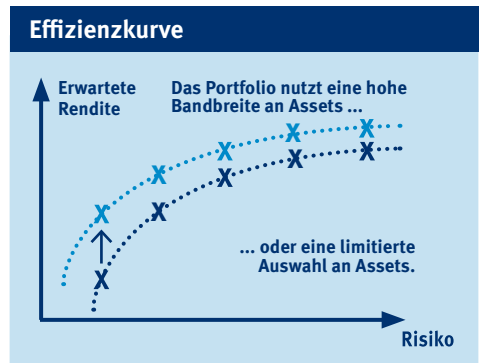 Effizienzkurve
Erwartete
Rendite
Das Portfolio nutzt eine hohe
Bandbreite an Assets ...
X X X X X
X X X X X
... oder eine limitierte
Auswahl an Assets.
Risiko